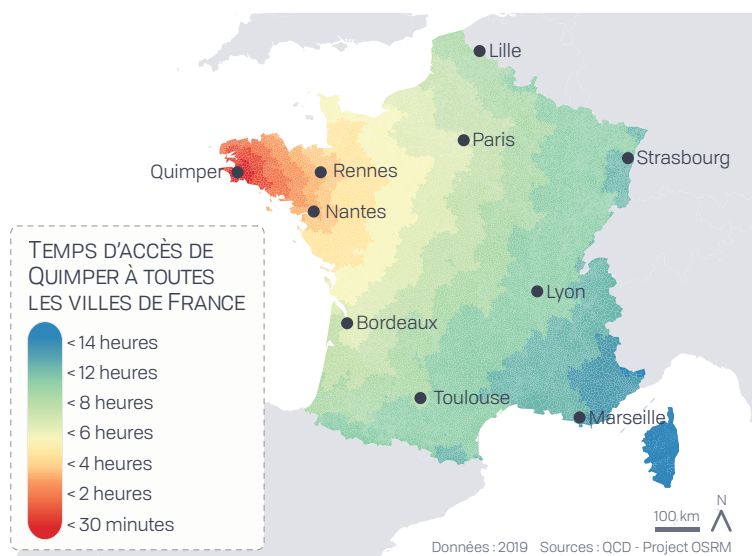 Lille
Paris
Strasbourg
Quimper
Rennes
Nantes
TEMPS D'ACCÈS DE
QUIMPER À TOUTES
LES VILLES DE FRANCE
< 14 heures
< 12 heures
< 8 heures
< 6 heures
< 4 heures
< 2 heures
< 30 minutes
Lyon
Bordeaux
Toulouse
Marseille
100 km
N
Données : 2019 Sources : QCD - Project OSRM